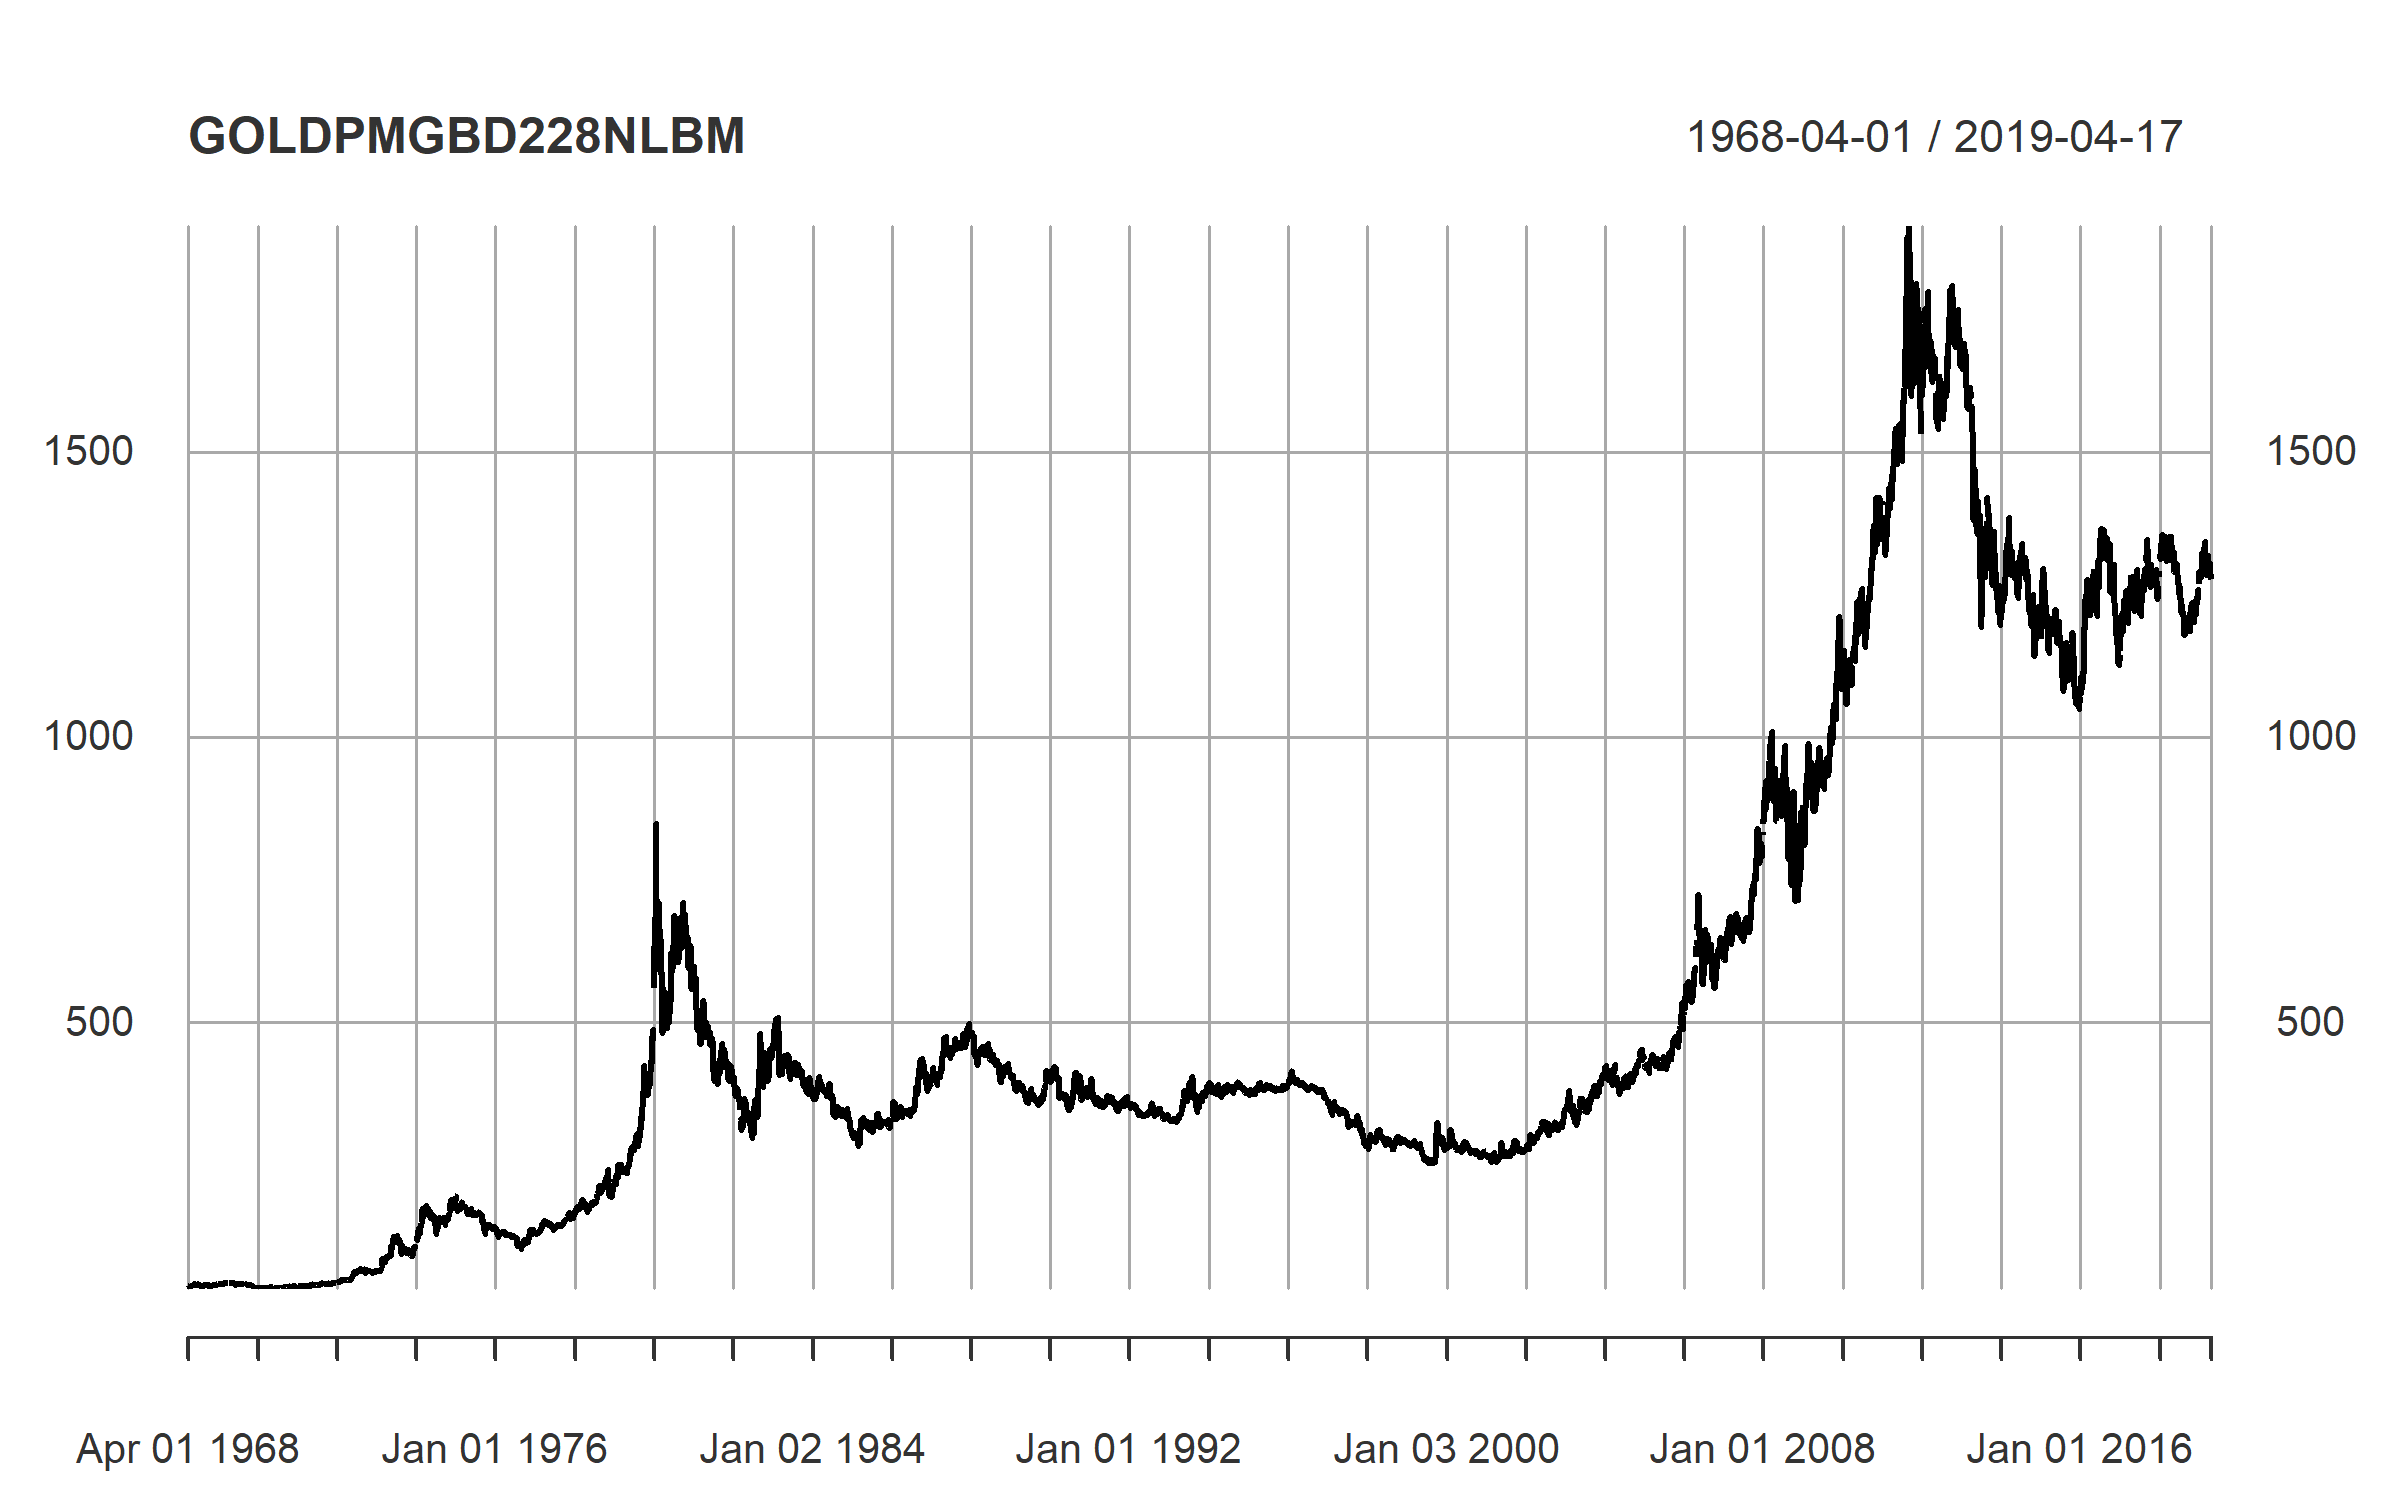 GOLDPMGBD228NLBM 1968-04-01 / 2019-04-17
1500 1500
1000 1000
500 500
Apr 01 1968 Jan 01 1976 Jan 02 1984 Jan 01 1992 Jan 03 2000 Jan 01 2008 Jan 01 2016